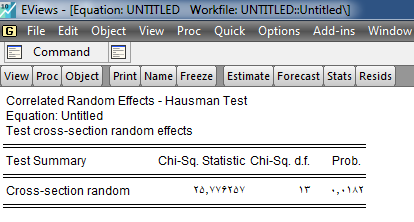 EViews - [Equation: UNTITLED Workfile: UNTITLED::Untitled\]
File Edit Object View Proc Quick Options Add-ins Window
Command
View Proc Object Print Name Freeze Estimate Forecast Stats Resids
Correlated Random Effects - Hausman Test
Equation: Untitled
Test cross-section random effects
Test Summary Chi-Sq. Statistic Chi-Sq. d.f. Prob.
Cross-section random ۲۵,۷۷۶۲۵۷ ۱۳ ۰,۰۱۸۲